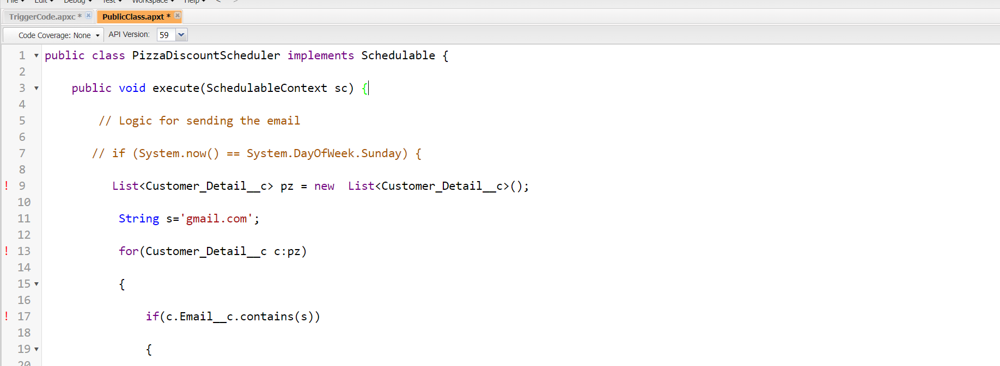 File Edit Debug Test Workspace Help < >
TriggerCode.apxc * PublicClass.apxt *
Code Coverage: None API Version: 59
1 public class PizzaDiscountScheduler implements Schedulable {
2
3 public void execute(SchedulableContext sc) {
4
5 // Logic for sending the email
6
7 // if (System.now() == System.DayOfWeek.Sunday) {
8
! 9 List<Customer_Detail__c> pz = new  List<Customer_Detail__c>();
10
11 String s='gmail.com';
12
! 13 for(Customer_Detail__c c:pz)
14
15 {
16
! 17 if(c.Email__c.contains(s))
18
19 {
20